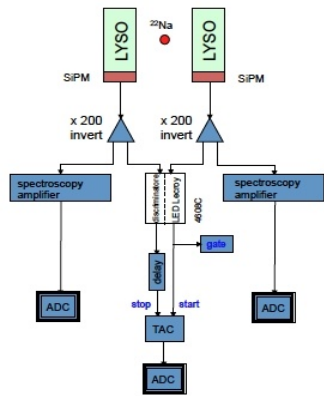 LYSO
22Na
LYSO
SiPM
SiPM
x 200
invert
x 200
invert
spectroscopy
amplifier
discriminatore
LED Lecroy
4608C
spectroscopy
amplifier
gate
delay
stop
start
ADC
TAC
ADC
ADC